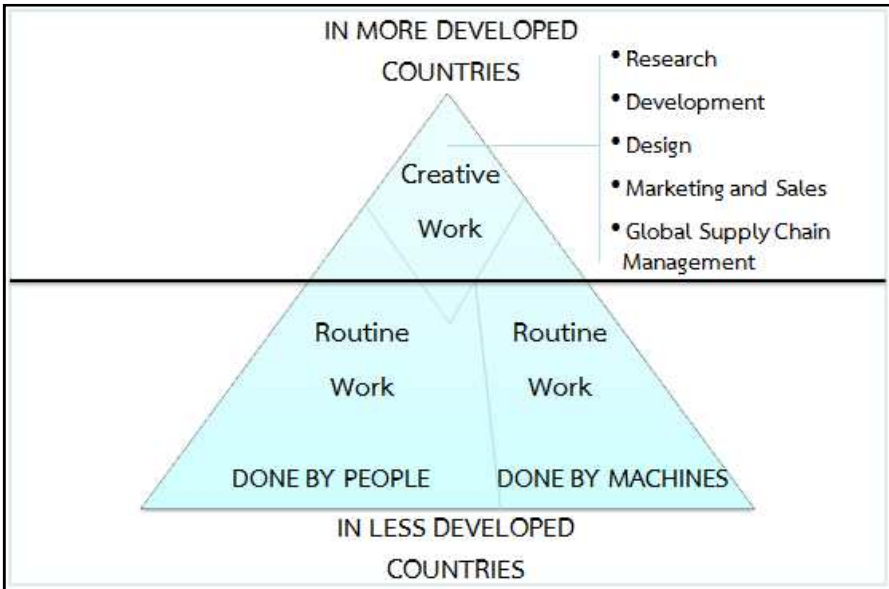 IN MORE DEVELOPED
COUNTRIES
• Research
• Development
• Design
• Marketing and Sales
• Global Supply Chain
Management
Creative
Work
Routine
Work
DONE BY PEOPLE
Routine
Work
DONE BY MACHINES
IN LESS DEVELOPED
COUNTRIES